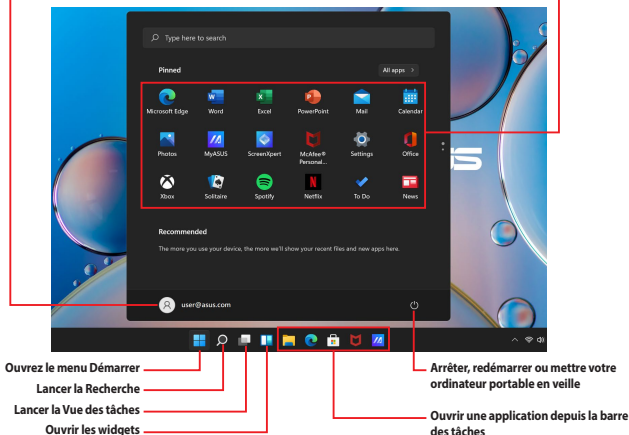 Type here to search
Pinned
All apps >
Microsoft Edge
Word
Excel
PowerPoint
Mail
Calendar
Photos
MyASUS
ScreenXpert
McAfee®
Personal...
Settings
Office
Xbox
Solitaire
Spotify
Netflix
To Do
News
Recommended
The more you use your device, the more we'll show your recent files and new apps here.
user@asus.com
Ouvrez le menu Démarrer
Lancer la Recherche
Lancer la Vue des tâches
Ouvrir les widgets
Arrêter, redémarrer ou mettre votre
ordinateur portable en veille
Ouvrir une application depuis la barre
des tâches